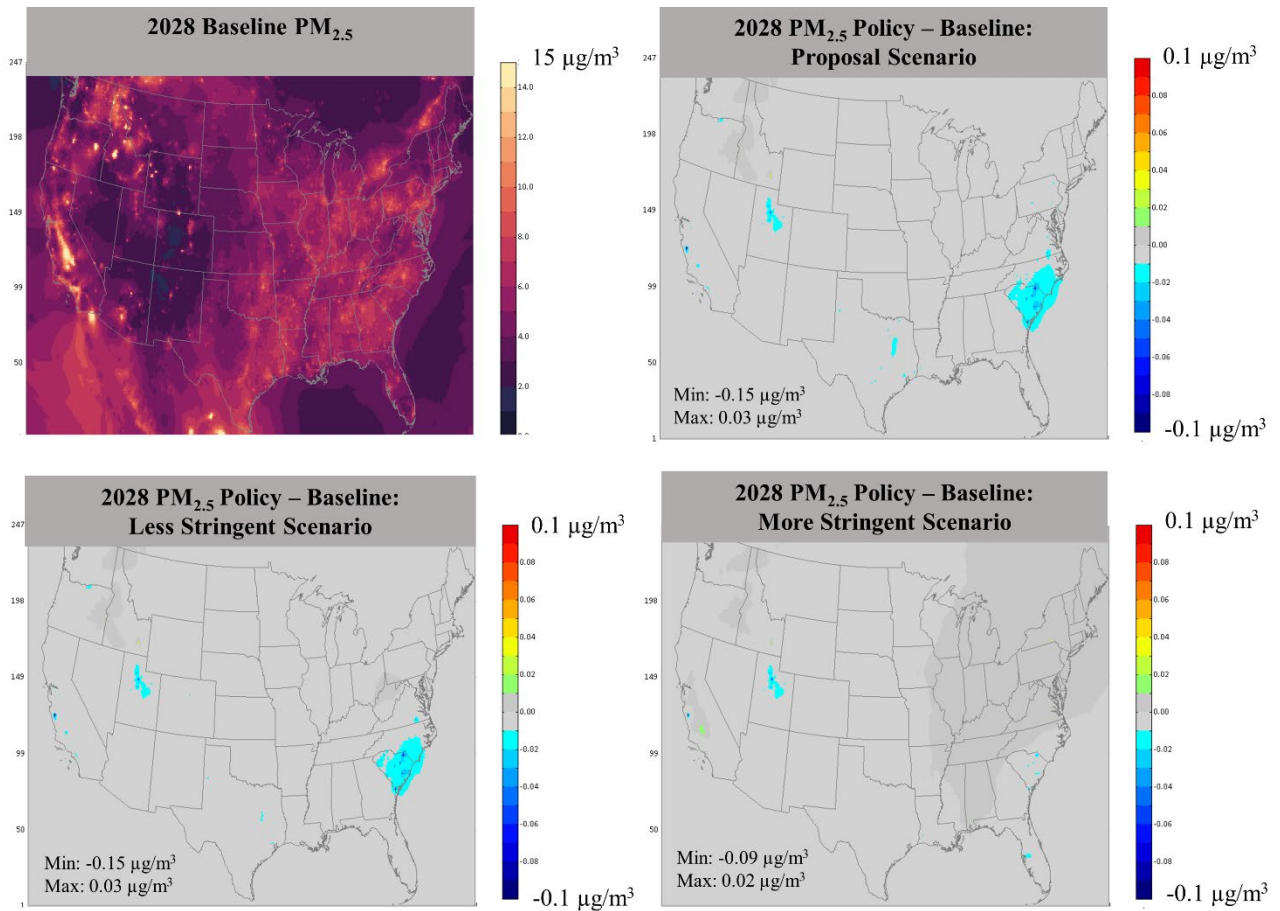 2028 Baseline PM2.5
247
198
149
99
50
1
15 µg/m3
14.0
12.0
10.0
8.0
6.0
4.0
2.0
2028 PM2.5 Policy – Baseline:
Proposal Scenario
247
198
149
99
50
1
Min: -0.15 µg/m3
Max: 0.03 µg/m3
0.1 µg/m3
0.08
0.06
0.04
0.02
0.00
-0.02
-0.04
-0.06
-0.08
-0.1 µg/m3
2028 PM2.5 Policy – Baseline:
Less Stringent Scenario
247
198
149
99
50
1
Min: -0.15 µg/m3
Max: 0.03 µg/m3
0.1 µg/m3
0.08
0.06
0.04
0.02
0.00
-0.02
-0.04
-0.06
-0.08
-0.1 µg/m3
2028 PM2.5 Policy – Baseline:
More Stringent Scenario
247
198
149
99
50
1
Min: -0.09 µg/m3
Max: 0.02 µg/m3
0.1 µg/m3
0.08
0.06
0.04
0.02
0.00
-0.02
-0.04
-0.06
-0.08
-0.1 µg/m3